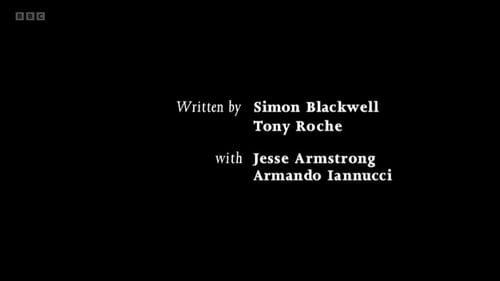 BBC
Written by Simon Blackwell
Tony Roche
with Jesse Armstrong
Armando Iannucci